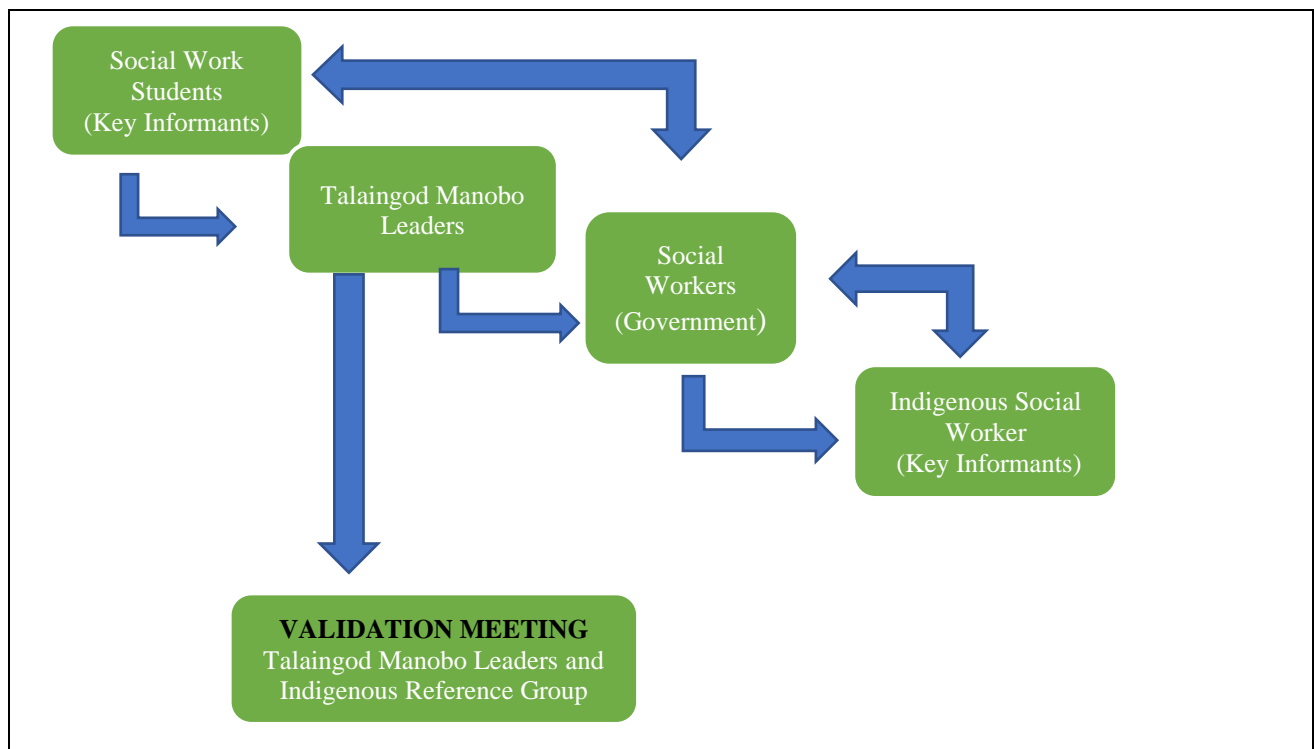 Social Work
Students
(Key Informants)
Talaingod Manobo
Leaders
Social
Workers
(Government)
Indigenous Social
Worker
(Key Informants)
VALIDATION MEETING
Talaingod Manobo Leaders and
Indigenous Reference Group